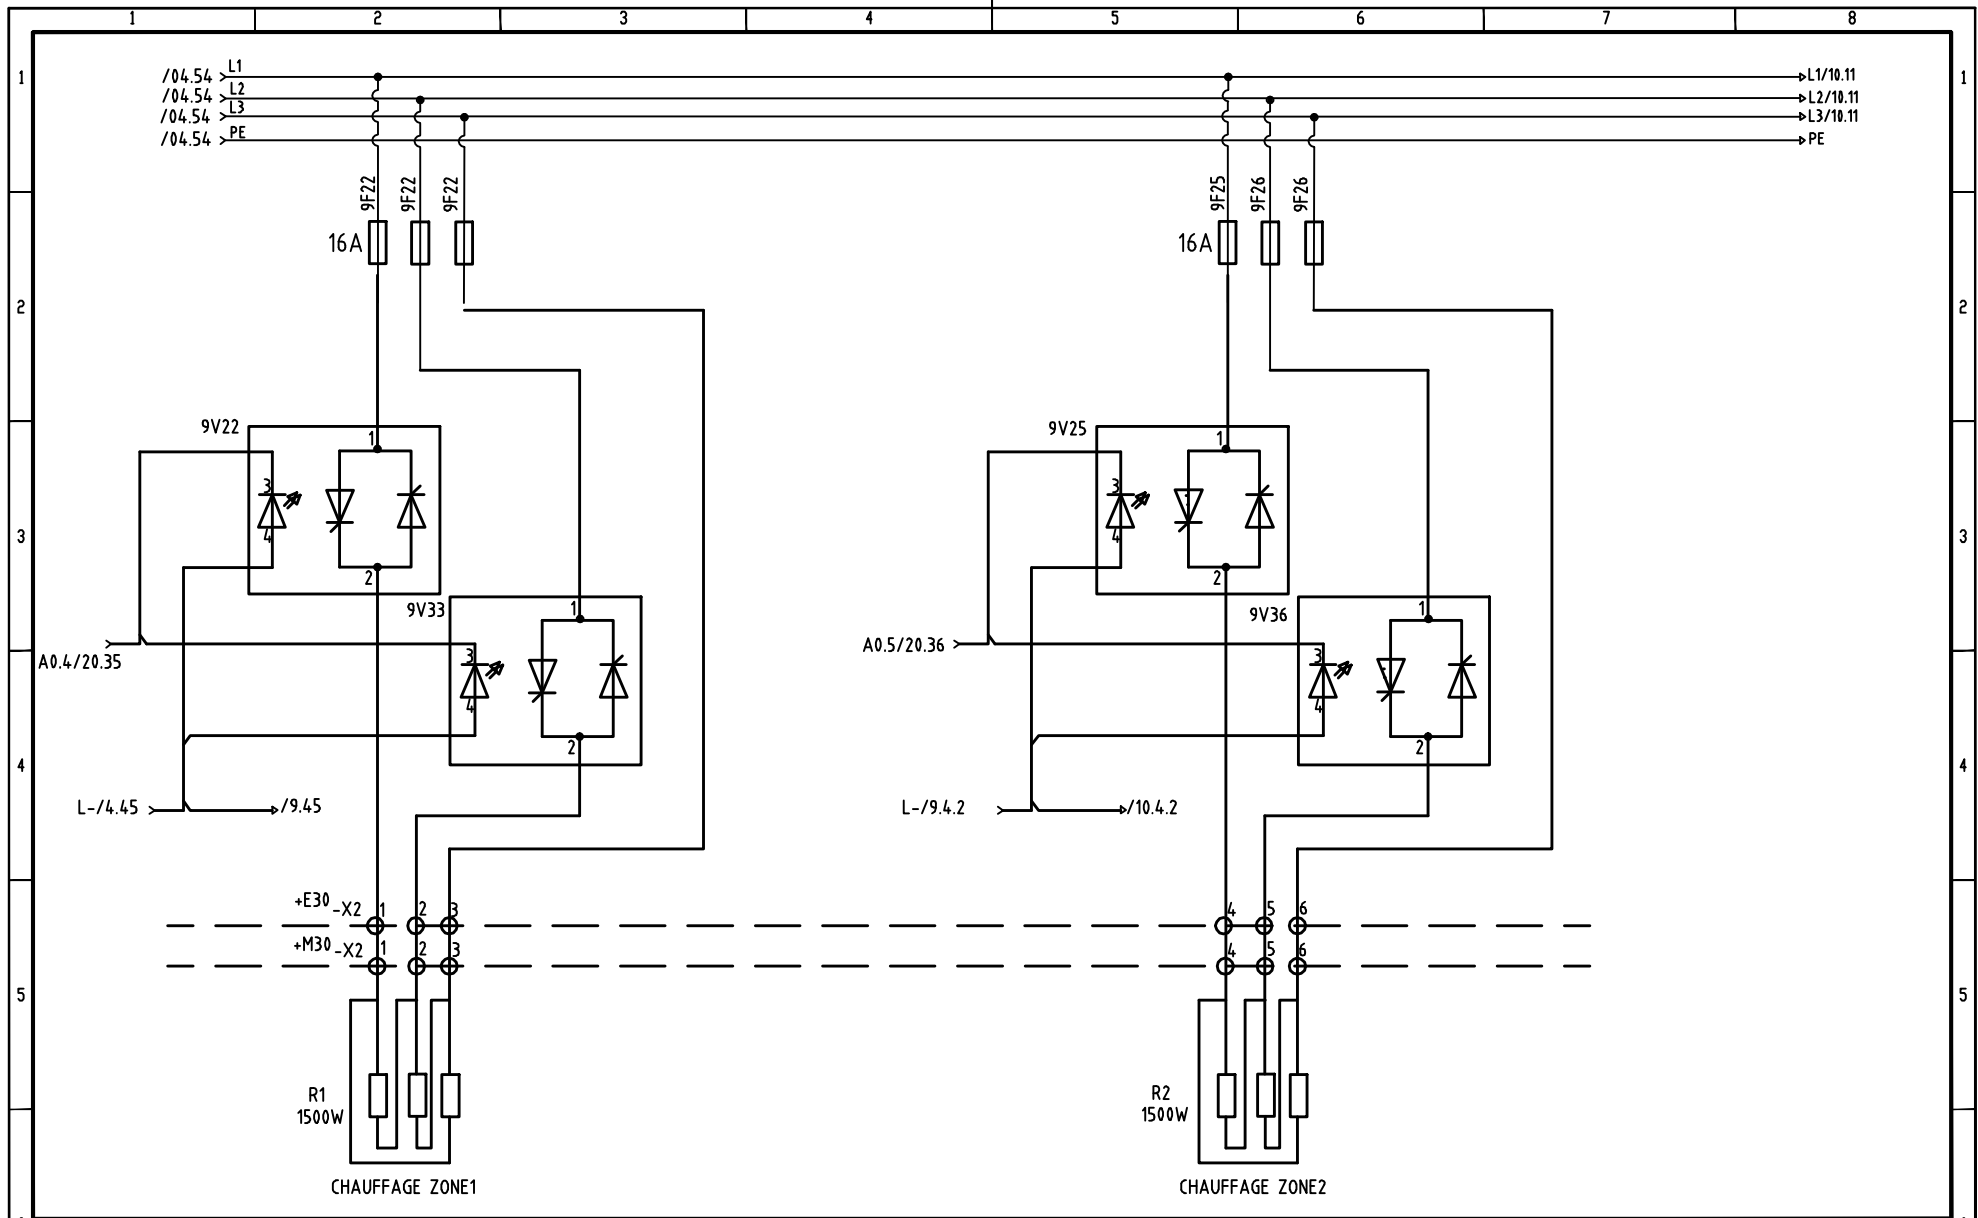 1 2 3 4 5 6 7 8
1 1
L1
/04.54 L1/10.11
L2
/04.54 L2/10.11
L3
/04.54 L3/10.11
PE
/04.54 PE
9F22 9F22 9F22 9F25 9F26 9F26
16A 16A
2 2
9V22 1 9V25 1
3 3
4 4
3 3
2 2
9V33 1 9V36 1
A0.4/20.35 A0.5/20.36
3 3
4 4
2 2
4 4
L-/4.45 /9.45 L-/9.4.2 /10.4.2
+E30 -X2 1 2 3 4 5 6
+M30 -X2 1 2 3 4 5 6
5 5
R1 R2
1500W 1500W
CHAUFFAGE ZONE1 CHAUFFAGE ZONE2